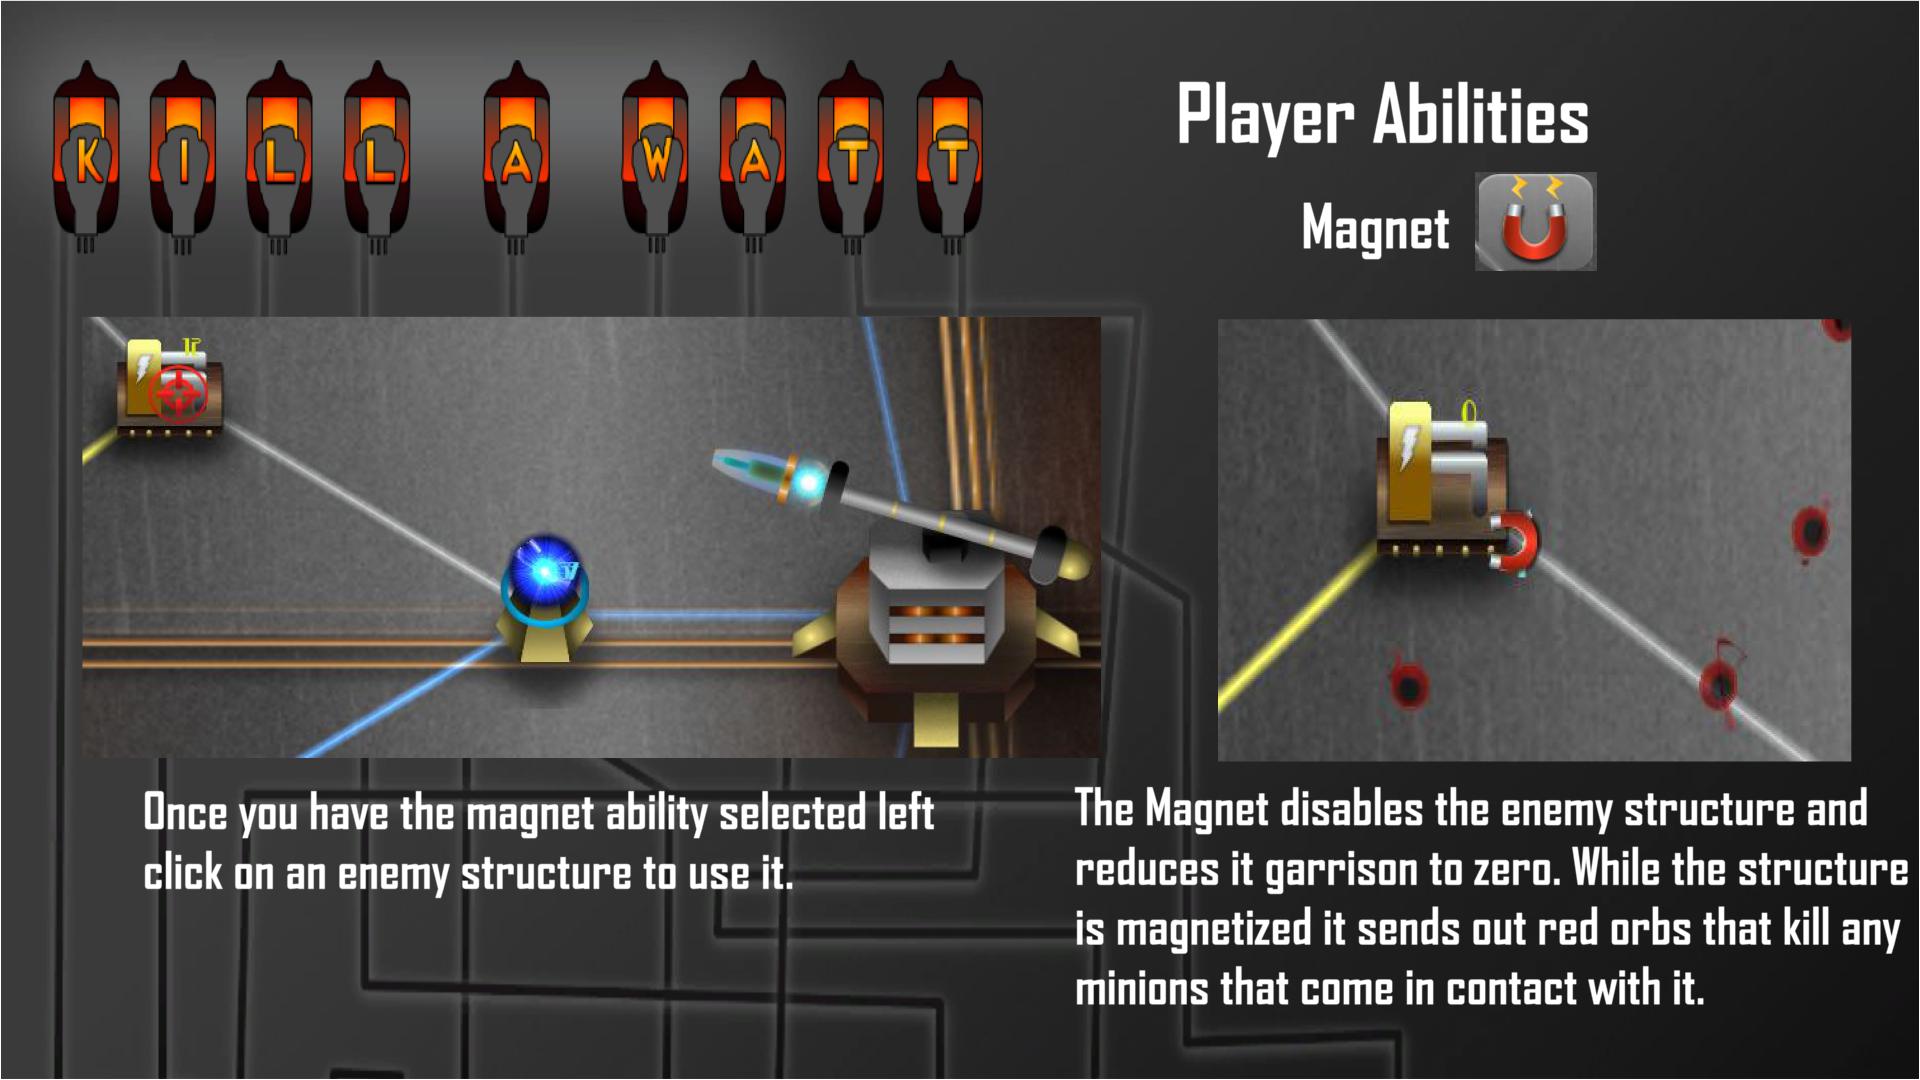 KILL A WATT
Player Abilities
Magnet
0
Once you have the magnet ability selected left
click on an enemy structure to use it.
The Magnet disables the enemy structure and
reduces it garrison to zero. While the structure
is magnetized it sends out red orbs that kill any
minions that come in contact with it.